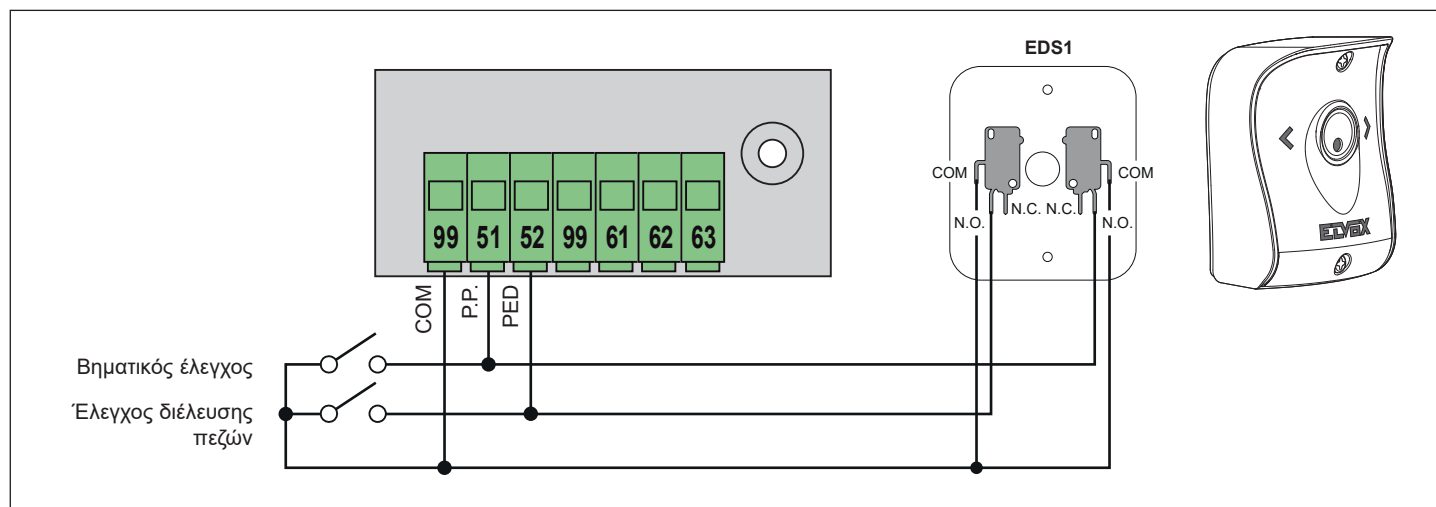 EDS1
99 51 52 99 61 62 63
COM P.P. PED
COM COM
N.C. N.C.
N.O. N.O.
ELVOX
Βηματικός έλεγχος
Έλεγχος διέλευσης
πεζών